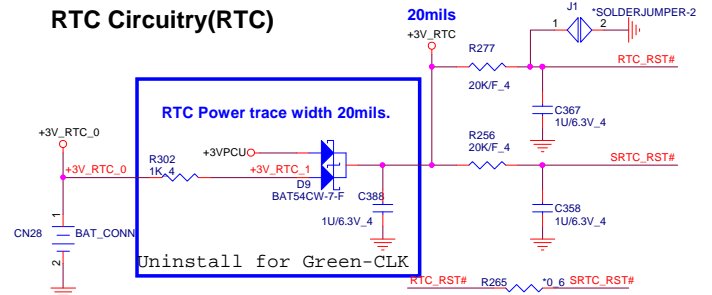 RTC Circuitry(RTC)
20mils
+3V_RTC
J1
*SOLDERJUMPER-2
1
2
R277
20K/F_4
RTC_RST#
C367
1U/6.3V_4
RTC Power trace width 20mils.
+3V_RTC_0
+3V_RTC_0
R302
1K_4
+3VPCU
+3V_RTC_1
D9
BAT54CW-7-F
C388
1U/6.3V_4
R256
20K/F_4
SRTC_RST#
C358
1U/6.3V_4
1
CN28
BAT_CONN
2
Uninstall for Green-CLK
RTC_RST#
R265
*0_6
SRTC_RST#